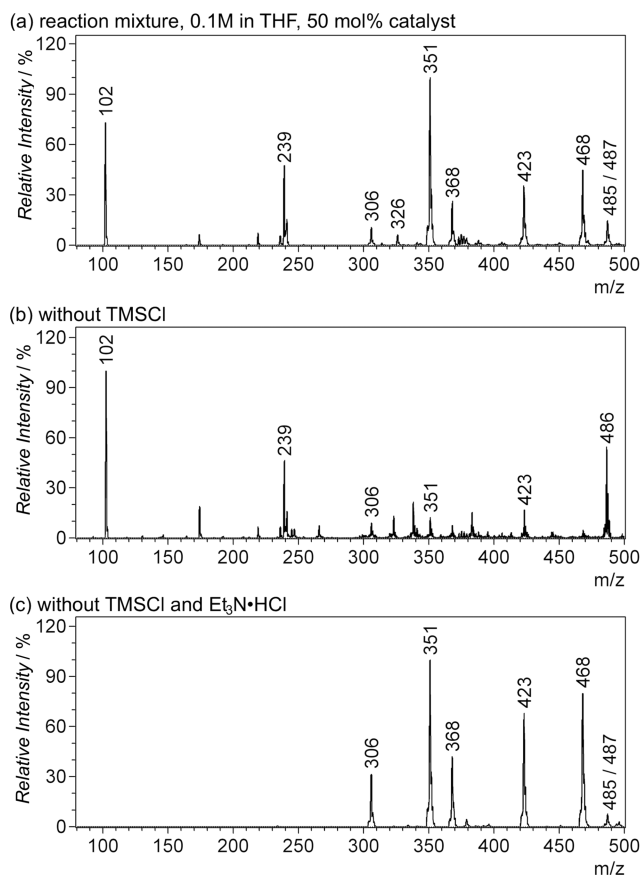 (a) reaction mixture, 0.1M in THF, 50 mol% catalyst
Relative Intensity / %
120
90
60
30
0
102
239
306
326
351
368
423
468
485 / 487
100 150 200 250 300 350 400 450 500
m/z
(b) without TMSCl
Relative Intensity / %
120
90
60
30
0
102
239
306
351
423
486
100 150 200 250 300 350 400 450 500
m/z
(c) without TMSCl and Et₃N•HCl
Relative Intensity / %
120
90
60
30
0
306
351
368
423
468
485 / 487
100 150 200 250 300 350 400 450 500
m/z